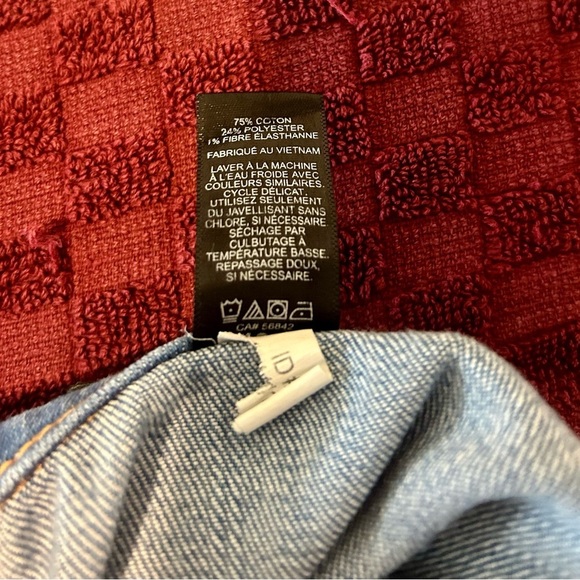 75% COTON
24% POLYESTER
1% FIBRE ÉLASTHANNE
FABRIQUÉ AU VIETNAM
LAVER À LA MACHINE
À L'EAU FROIDE AVEC
COULEURS SIMILAIRES.
CYCLE DÉLICAT.
UTILISEZ SEULEMENT
DU JAVELLISANT SANS
CHLORE, SI NÉCESSAIRE.
SÉCHAGE PAR
CULBUTAGE À
TEMPÉRATURE BASSE.
REPASSAGE DOUX,
SI NÉCESSAIRE.
CA# 56842